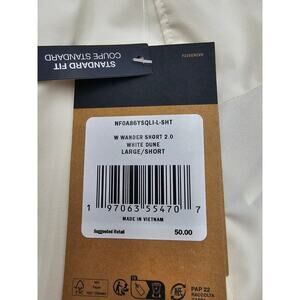 STANDARD FIT
COUPE STANDARD
NF0A86YSQLI-L-SHT
W WANDER SHORT 2.0
WHITE DUNE
LARGE/SHORT
1 97063 55470 7
MADE IN VIETNAM
Suggested Retail 50.00
PAP 22
RACCOLTA